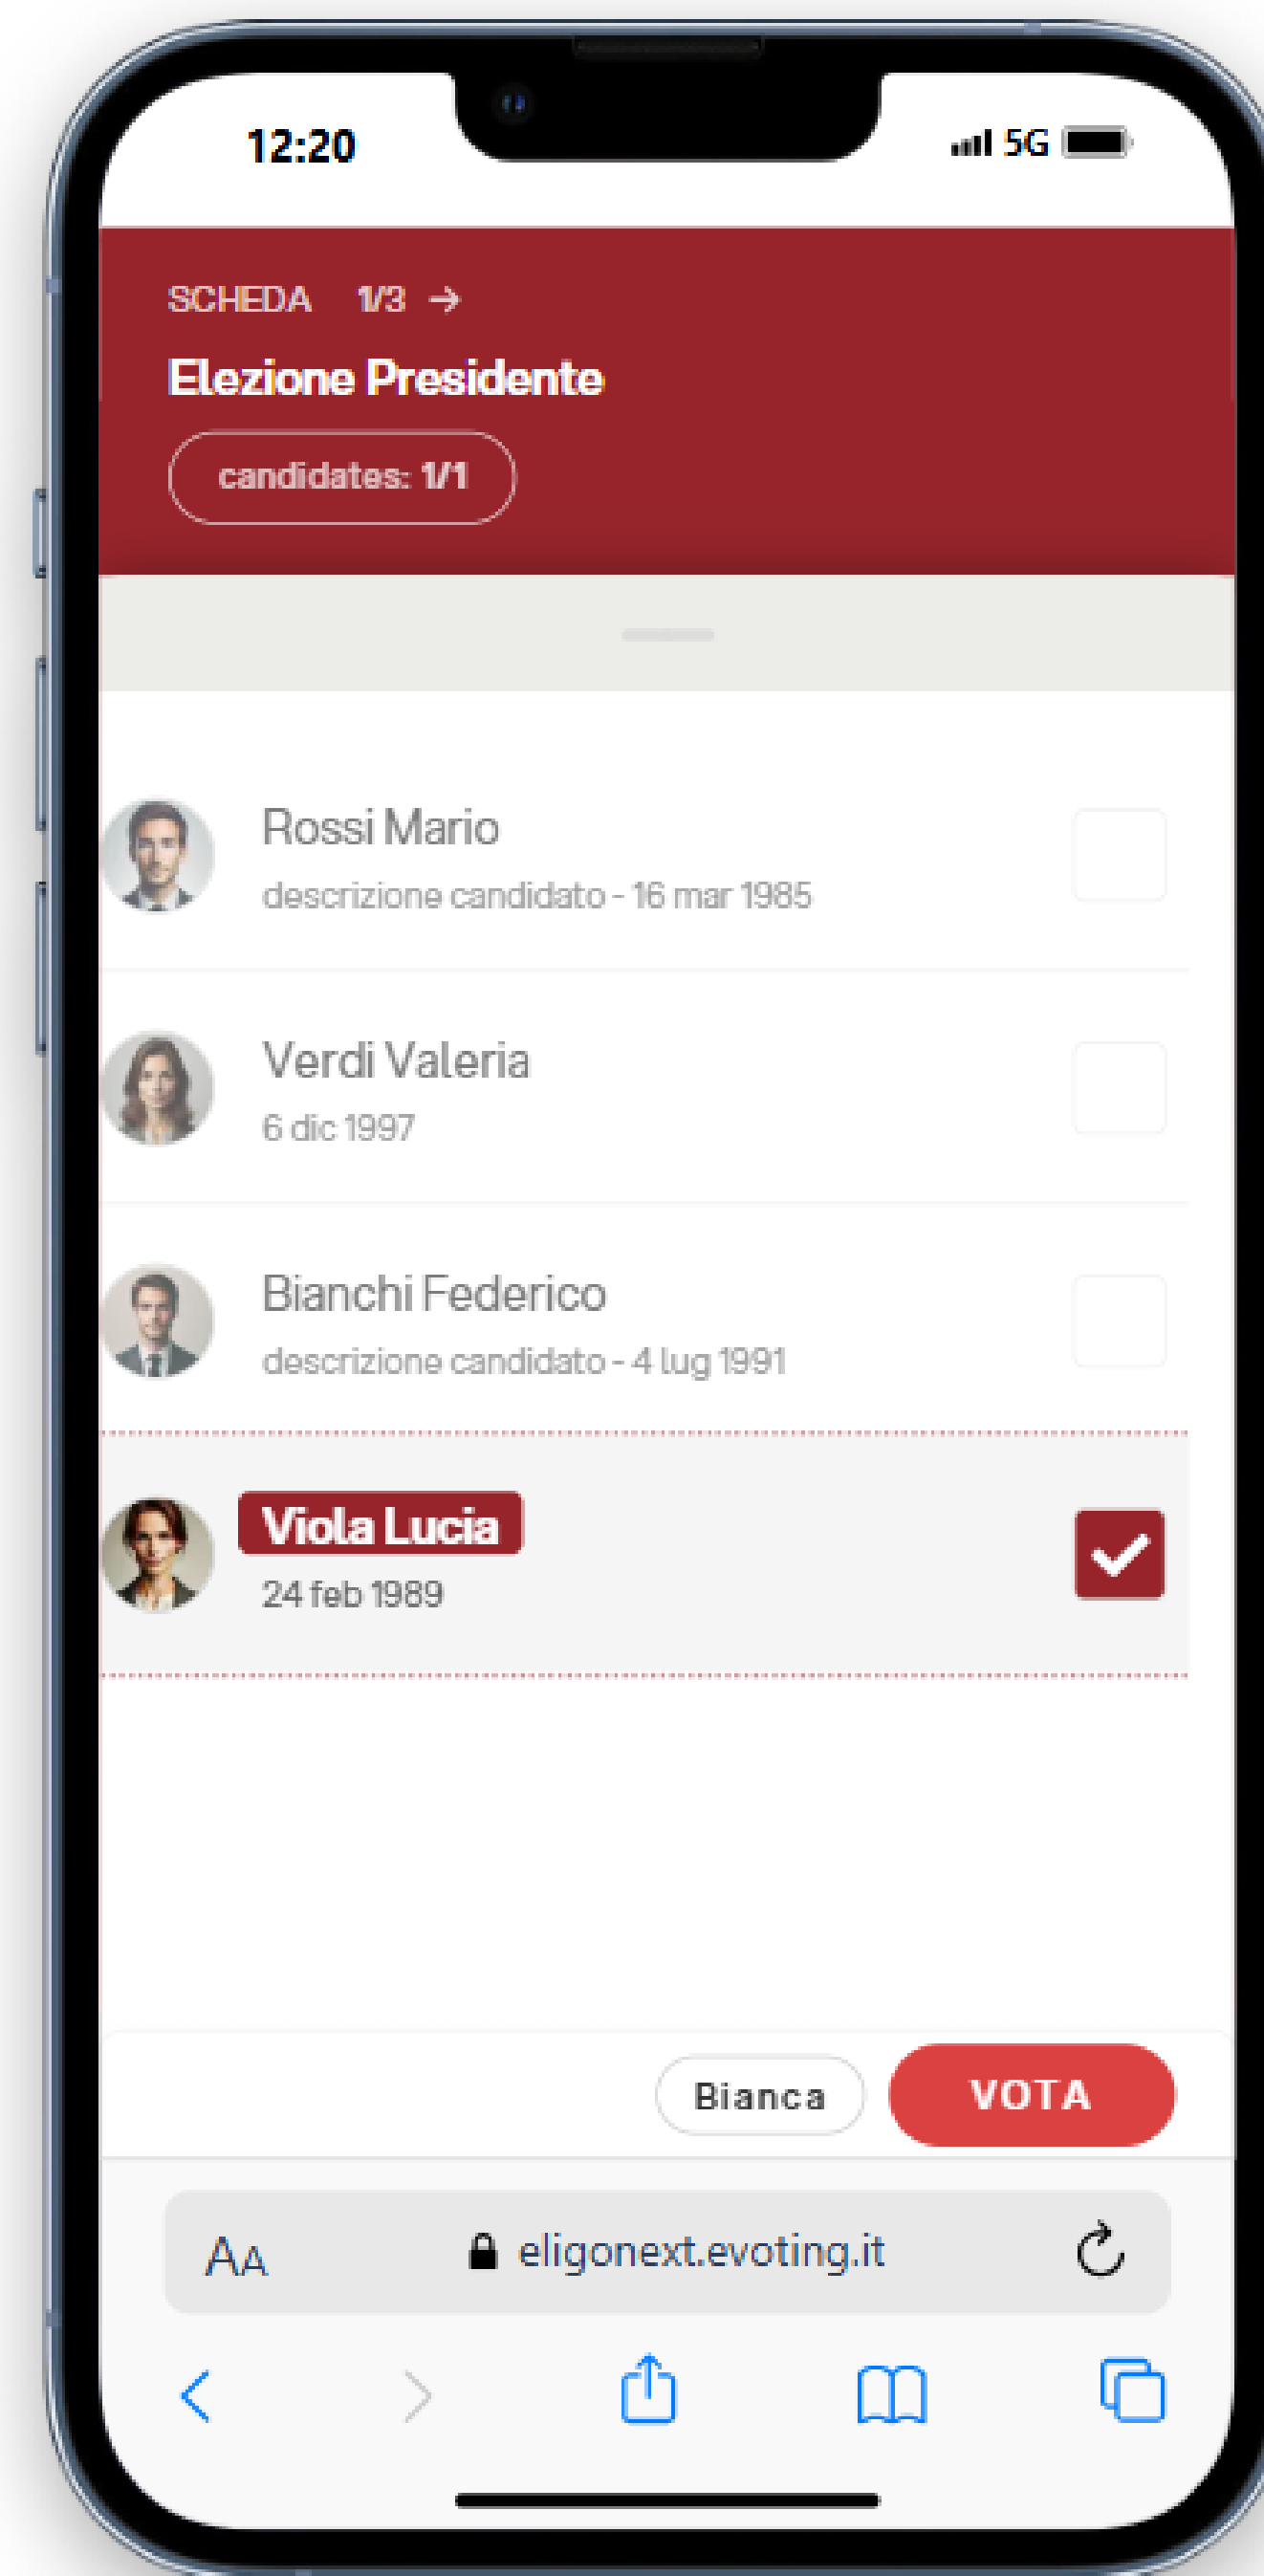 12:20 5G
SCHEDA 1/3 →
Elezione Presidente
candidates: 1/1
Rossi Mario
descrizione candidato - 16 mar 1985
Verdi Valeria
6 dic 1997
Bianchi Federico
descrizione candidato - 4 lug 1991
Viola Lucia
24 feb 1989
Bianca VOTA
AA eligonext.evoting.it